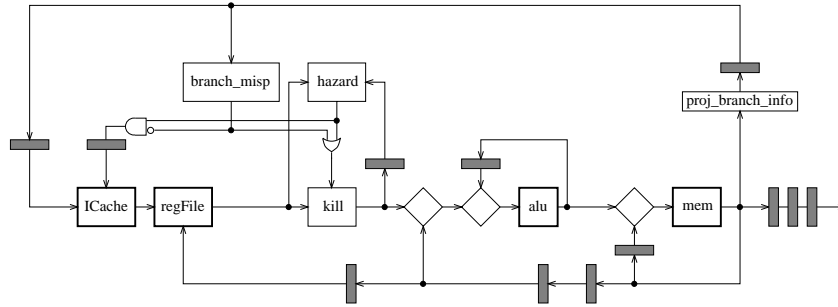 branch_misp
hazard
proj_branch_info
ICache
regFile
kill
alu
mem